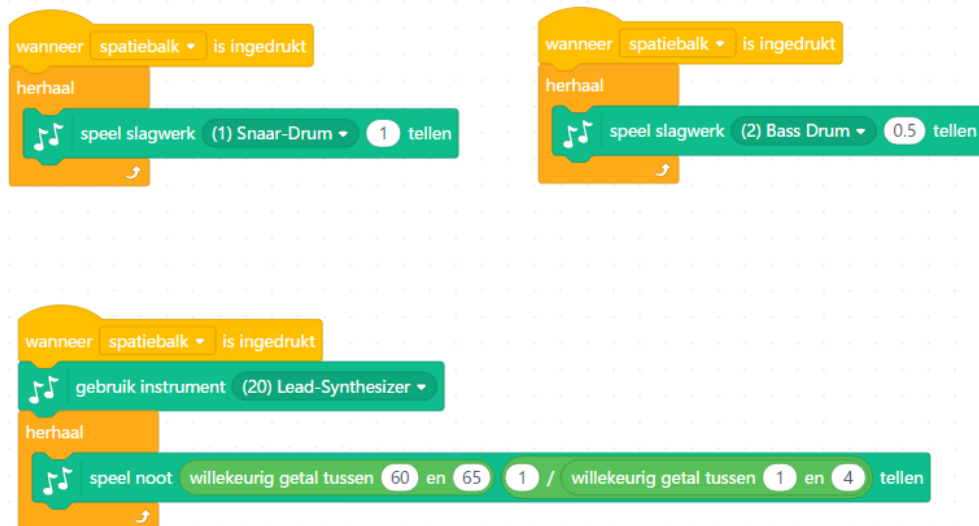 wanneer spatiebalk is ingedrukt
herhaal
speel slagwerk (1) Snaar-Drum 1 tellen
wanneer spatiebalk is ingedrukt
herhaal
speel slagwerk (2) Bass Drum 0.5 tellen
wanneer spatiebalk is ingedrukt
gebruik instrument (20) Lead-Synthesizer
herhaal
speel noot willekeurig getal tussen 60 en 65 1 / willekeurig getal tussen 1 en 4 tellen